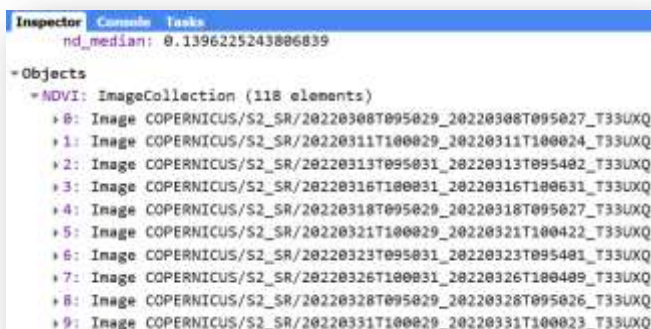 Inspector Console Tasks
nd_median: 0.1396225243806839
Objects
NDVI: ImageCollection (118 elements)
0: Image COPERNICUS/S2_SR/20220308T095029_20220308T095027_T33UXQ
1: Image COPERNICUS/S2_SR/20220311T100029_20220311T100024_T33UXQ
2: Image COPERNICUS/S2_SR/20220313T095031_20220313T095402_T33UXQ
3: Image COPERNICUS/S2_SR/20220316T100031_20220316T100631_T33UXQ
4: Image COPERNICUS/S2_SR/20220318T095029_20220318T095027_T33UXQ
5: Image COPERNICUS/S2_SR/20220321T100029_20220321T100422_T33UXQ
6: Image COPERNICUS/S2_SR/20220323T095031_20220323T095401_T33UXQ
7: Image COPERNICUS/S2_SR/20220326T100031_20220326T100409_T33UXQ
8: Image COPERNICUS/S2_SR/20220328T095029_20220328T095026_T33UXQ
9: Image COPERNICUS/S2_SR/20220331T100029_20220331T100023_T33UXQ